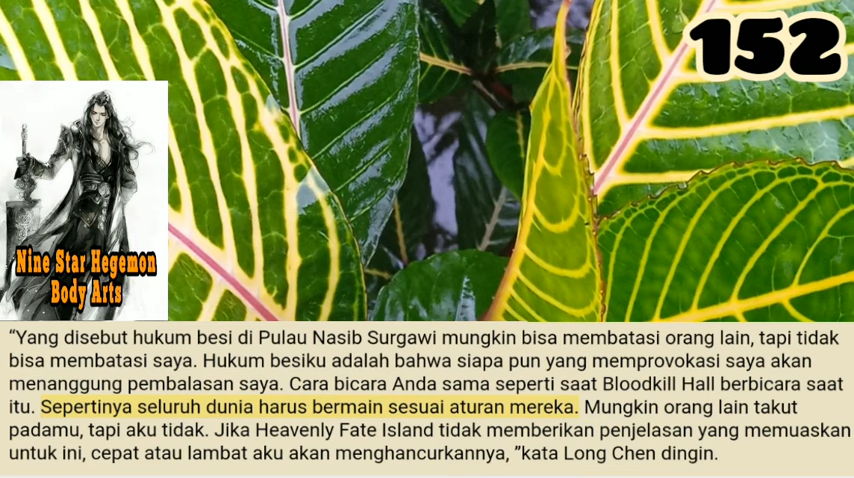 152
Nine Star Hegemon
Body Arts
“Yang disebut hukum besi di Pulau Nasib Surgawi mungkin bisa membatasi orang lain, tapi tidak
bisa membatasi saya. Hukum besiku adalah bahwa siapa pun yang memprovokasi saya akan
menanggung pembalasan saya. Cara bicara Anda sama seperti saat Bloodkill Hall berbicara saat
itu. Sepertinya seluruh dunia harus bermain sesuai aturan mereka. Mungkin orang lain takut
padamu, tapi aku tidak. Jika Heavenly Fate Island tidak memberikan penjelasan yang memuaskan
untuk ini, cepat atau lambat aku akan menghancurkannya, ”kata Long Chen dingin.